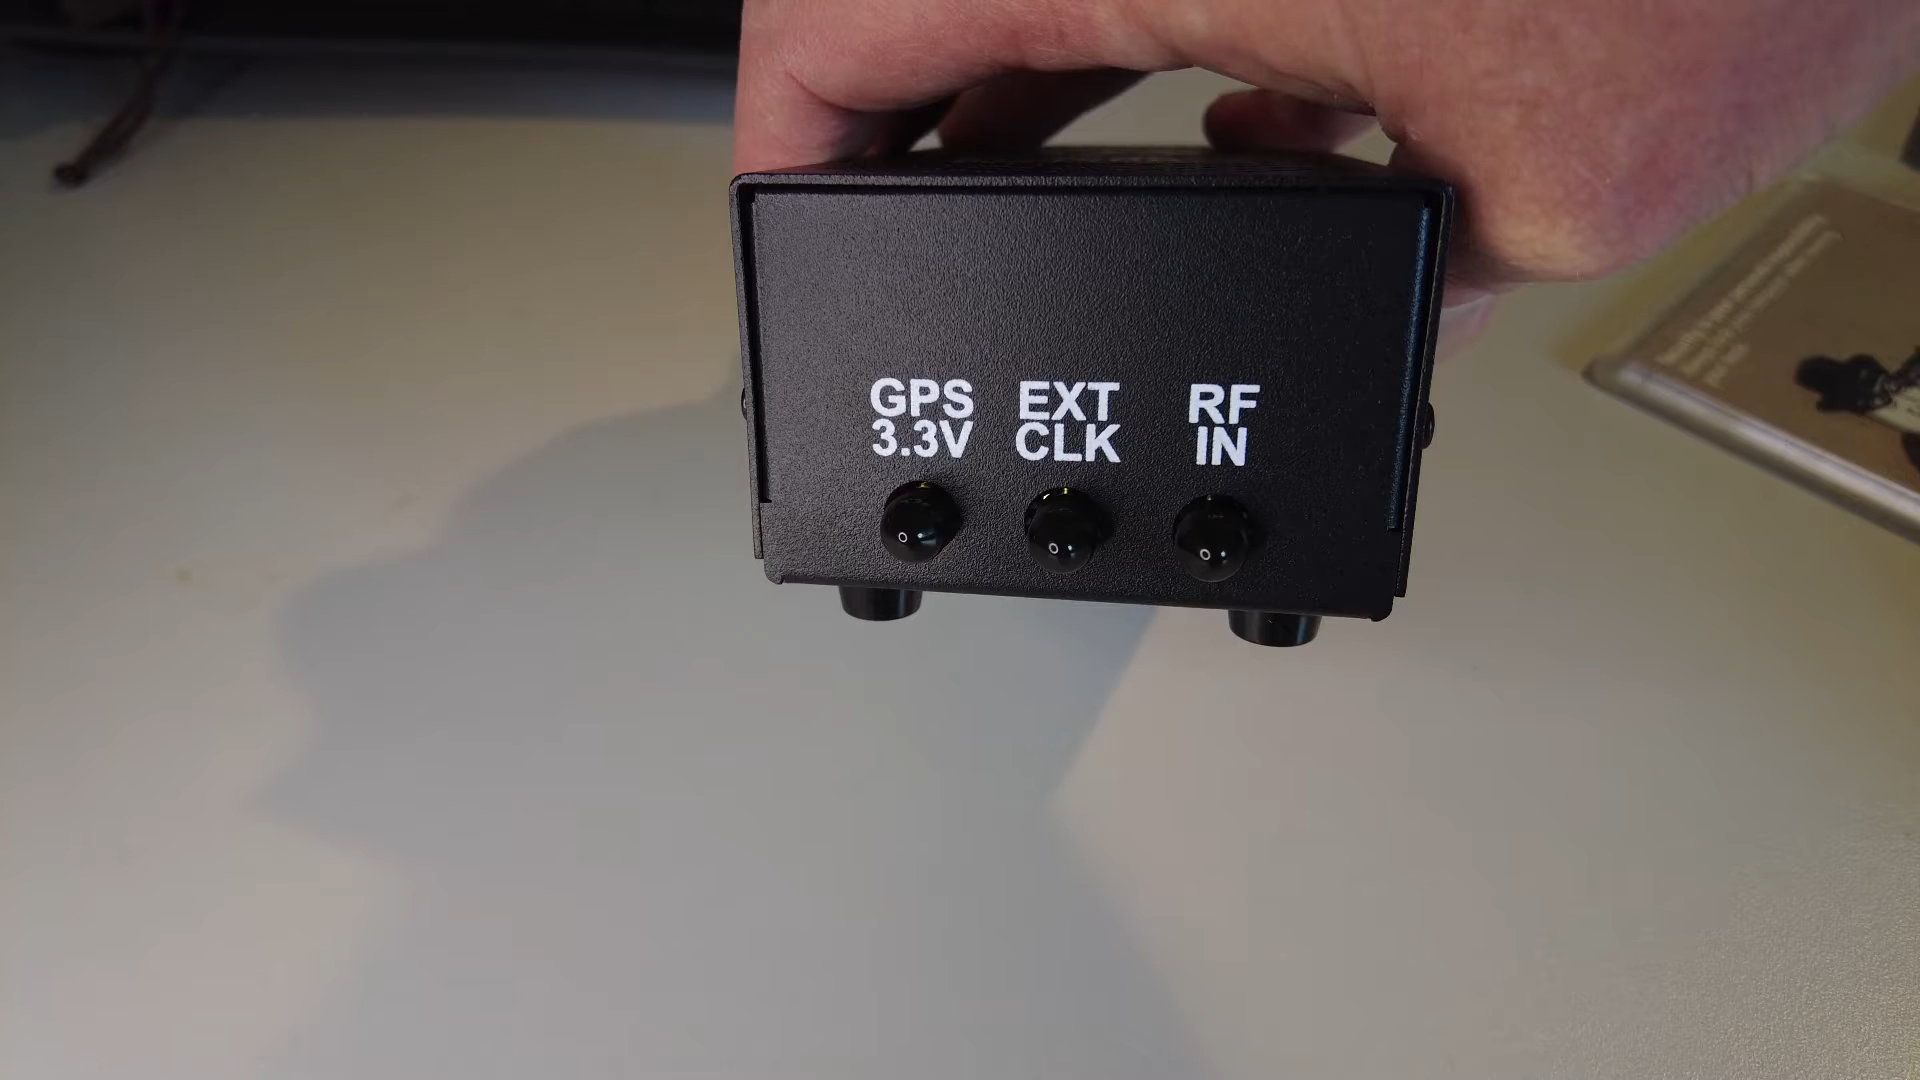 GPS
3.3V
EXT
CLK
RF
IN